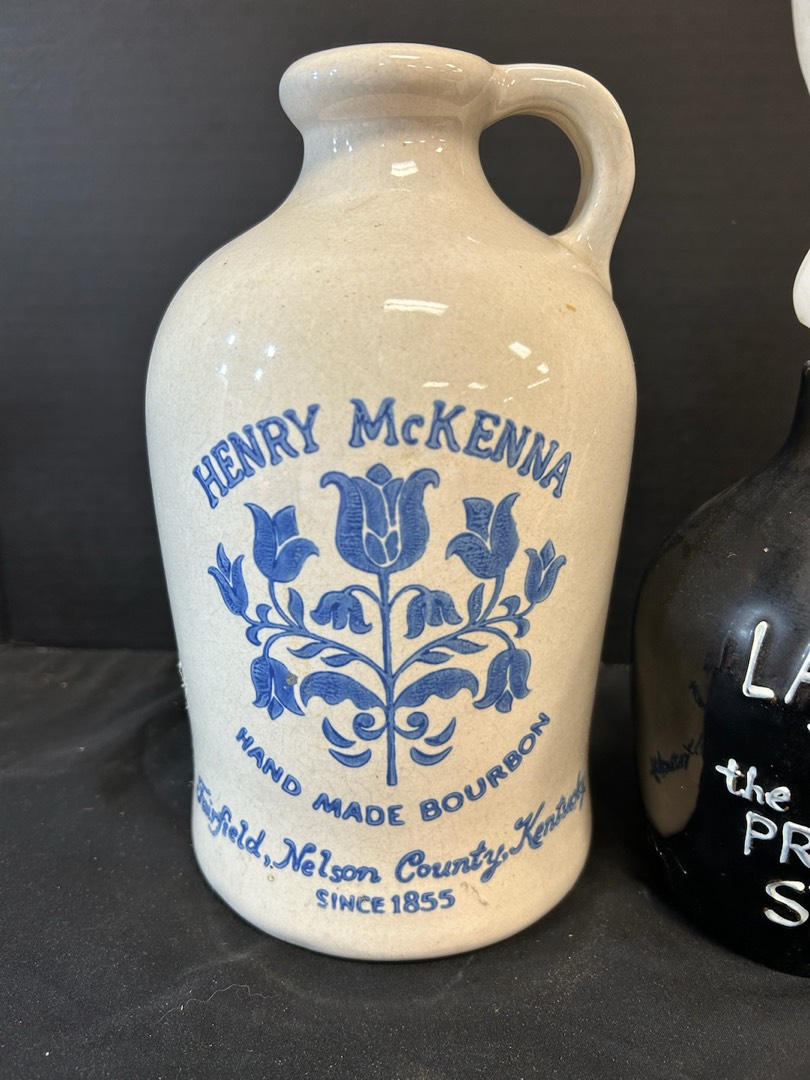 HENRY McKENNA
HAND MADE BOURBON
Fairfield, Nelson County, Kentucky
SINCE 1855
the